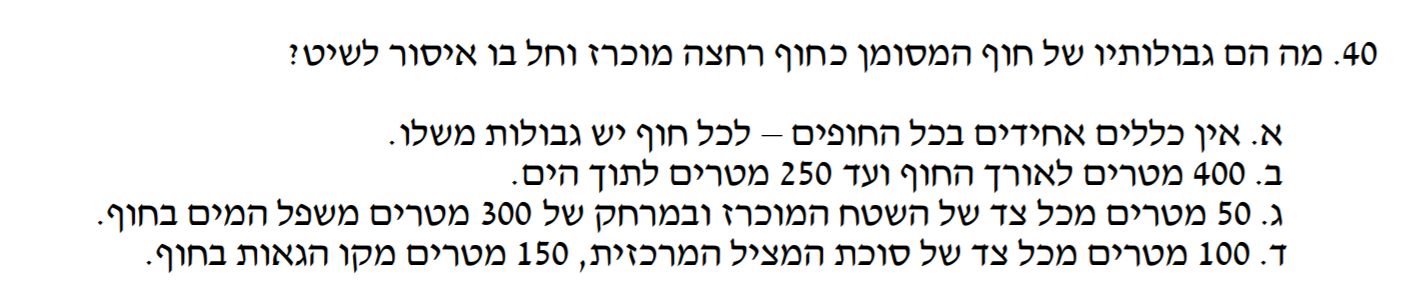 40. מה הם גבולותיו של חוף המסומן כחוף רחצה מוכרז וחל בו איסור לשיט?
א. אין כללים אחידים בכל החופים – לכל חוף יש גבולות משלו.
ב. 400 מטרים לאורך החוף ועד 250 מטרים לתוך הים.
ג. 50 מטרים מכל צד של השטח המוכרז ובמרחק של 300 מטרים משפל המים בחוף.
ד. 100 מטרים מכל צד של סוכת המציל המרכזית, 150 מטרים מקו הגאות בחוף.